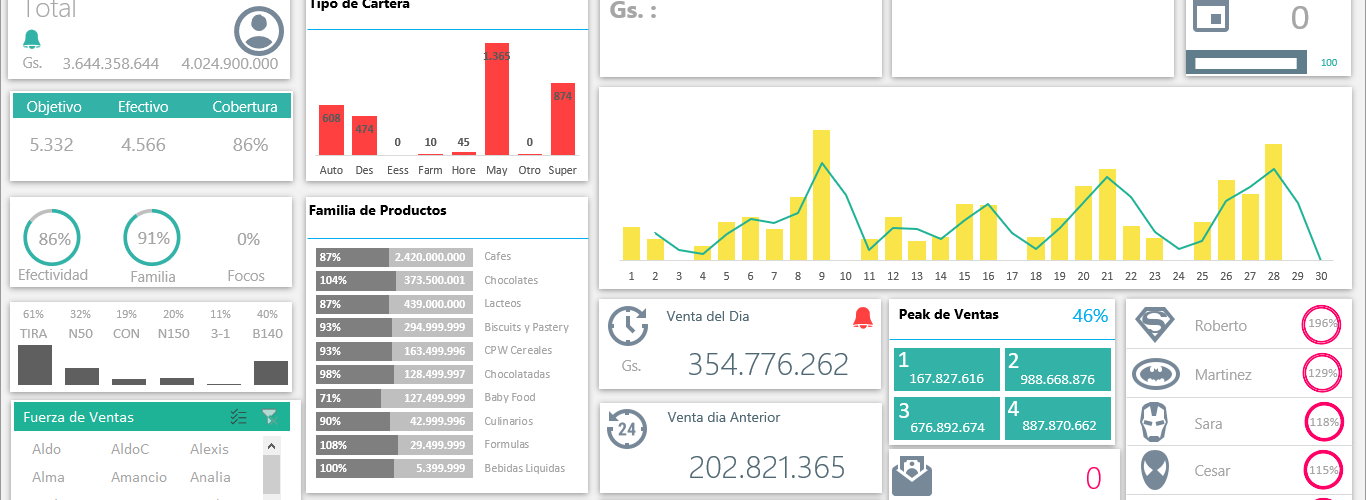 Total
Gs. 3.644.358.644 4.024.900.000
Objetivo Efectivo Cobertura
5.332 4.566 86%
86% 91% 0%
Efectividad Familia Focos
61% 32% 19% 20% 11% 40%
TIRA N50 CON N150 3-1 B140
Fuerza de Ventas
Aldo AldoC Alexis
Alma Amancio Analia
Tipo de Cartera
608 474 0 10 45 1.365 0 874
Auto Des Eess Farm Hore May Otro Super
Familia de Productos
87% 2.420.000.000 Cafes
104% 373.500.001 Chocolates
87% 439.000.000 Lacteos
93% 294.999.999 Biscuits y Pastery
93% 163.499.996 CPW Cereales
98% 128.499.997 Chocolatadas
71% 127.499.999 Baby Food
90% 42.999.996 Culinarios
108% 29.499.999 Formulas
100% 5.399.999 Bebidas Liquidas
Gs. :
0
100
1 2 3 4 5 6 7 8 9 10 11 12 13 14 15 16 17 18 19 20 21 22 23 24 25 26 27 28 29 30
Venta del Dia
Gs. 354.776.262
24
Venta dia Anterior
202.821.365
Peak de Ventas 46%
1 167.827.616
2 988.668.876
3 676.892.674
4 887.870.662
0
Roberto 196%
Martinez 129%
Sara 118%
Cesar 115%